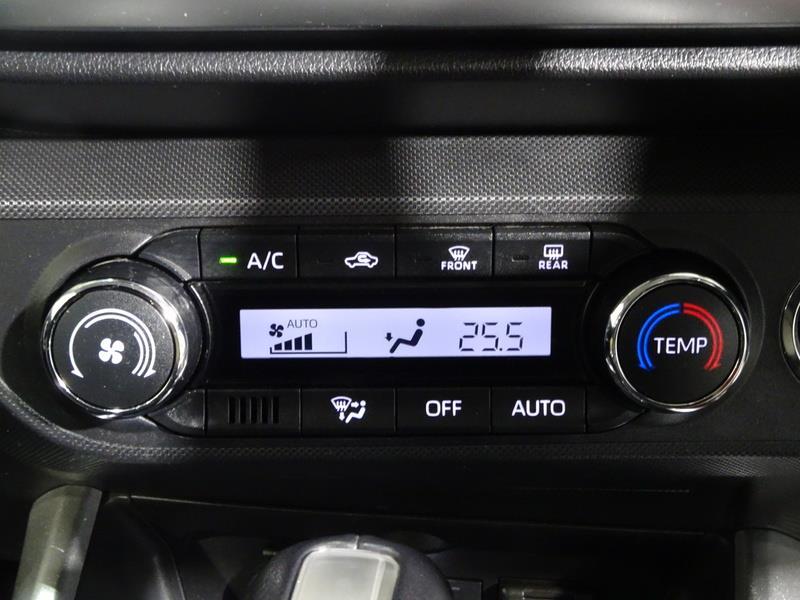 A/C
FRONT
REAR
AUTO
25.5
TEMP
OFF
AUTO